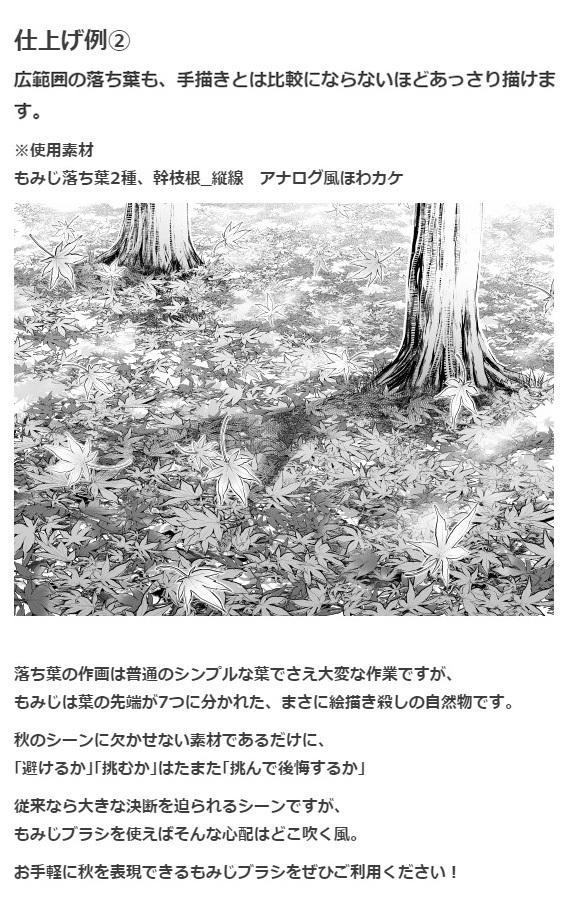 仕上げ例②
広範囲の落ち葉も、手描きとは比較にならないほどあっさり描けま
す。
※使用素材
もみじ落ち葉2種、幹枝根_縦線　アナログ風ほわカケ
落ち葉の作画は普通のシンプルな葉でさえ大変な作業ですが、
もみじは葉の先端が7つに分かれた、まさに絵描き殺しの自然物です。
秋のシーンに欠かせない素材であるだけに、
｢避けるか｣｢挑むか｣はたまた｢挑んで後悔するか｣
従来なら大きな決断を迫られるシーンですが、
もみじブラシを使えばそんな心配はどこ吹く風。
お手軽に秋を表現できるもみじブラシをぜひご利用ください！